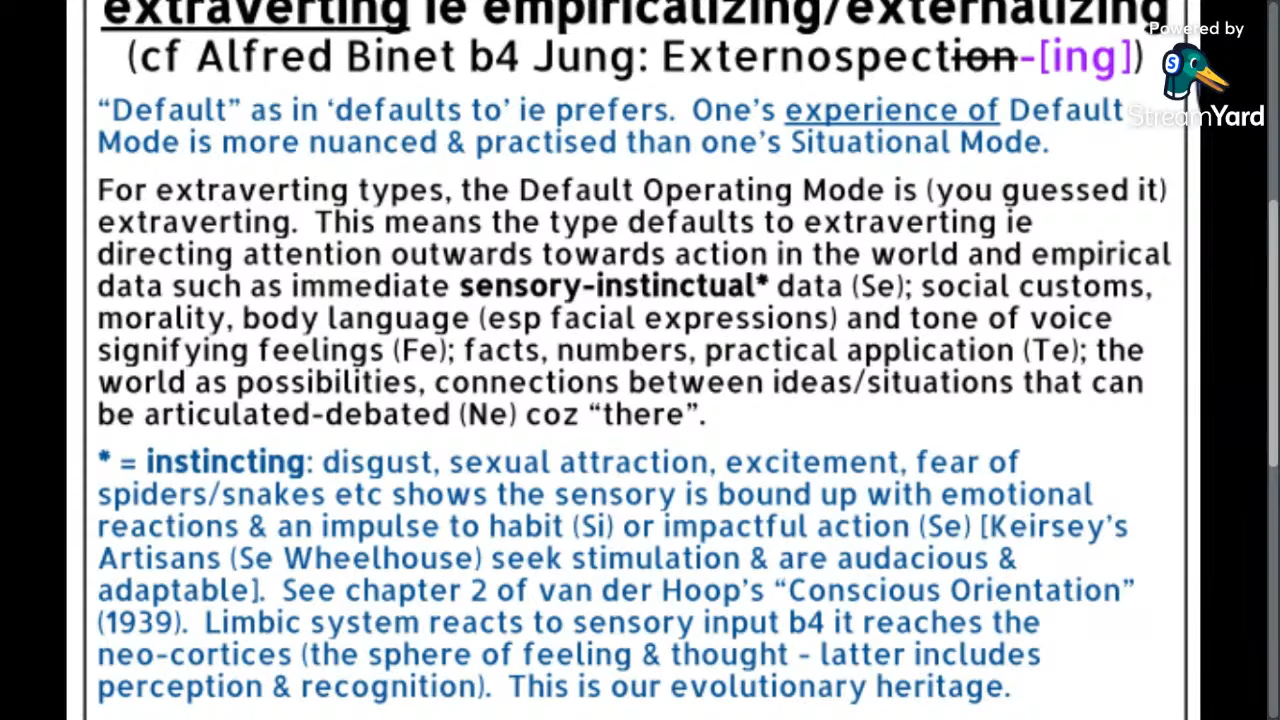 extraverting ie empiricalizing/externalizing
(cf Alfred Binet b4 Jung: Externospection-[ing])
“Default” as in ‘defaults to’ ie prefers. One’s experience of Default
Mode is more nuanced & practised than one’s Situational Mode.
For extraverting types, the Default Operating Mode is (you guessed it)
extraverting. This means the type defaults to extraverting ie
directing attention outwards towards action in the world and empirical
data such as immediate sensory-instinctual* data (Se); social customs,
morality, body language (esp facial expressions) and tone of voice
signifying feelings (Fe); facts, numbers, practical application (Te); the
world as possibilities, connections between ideas/situations that can
be articulated-debated (Ne) coz “there”.
* = instincting: disgust, sexual attraction, excitement, fear of
spiders/snakes etc shows the sensory is bound up with emotional
reactions & an impulse to habit (Si) or impactful action (Se) [Keirsey’s
Artisans (Se Wheelhouse) seek stimulation & are audacious &
adaptable]. See chapter 2 of van der Hoop’s “Conscious Orientation”
(1939). Limbic system reacts to sensory input b4 it reaches the
neo-cortices (the sphere of feeling & thought - latter includes
perception & recognition). This is our evolutionary heritage.
Powered by
S
StreamYard